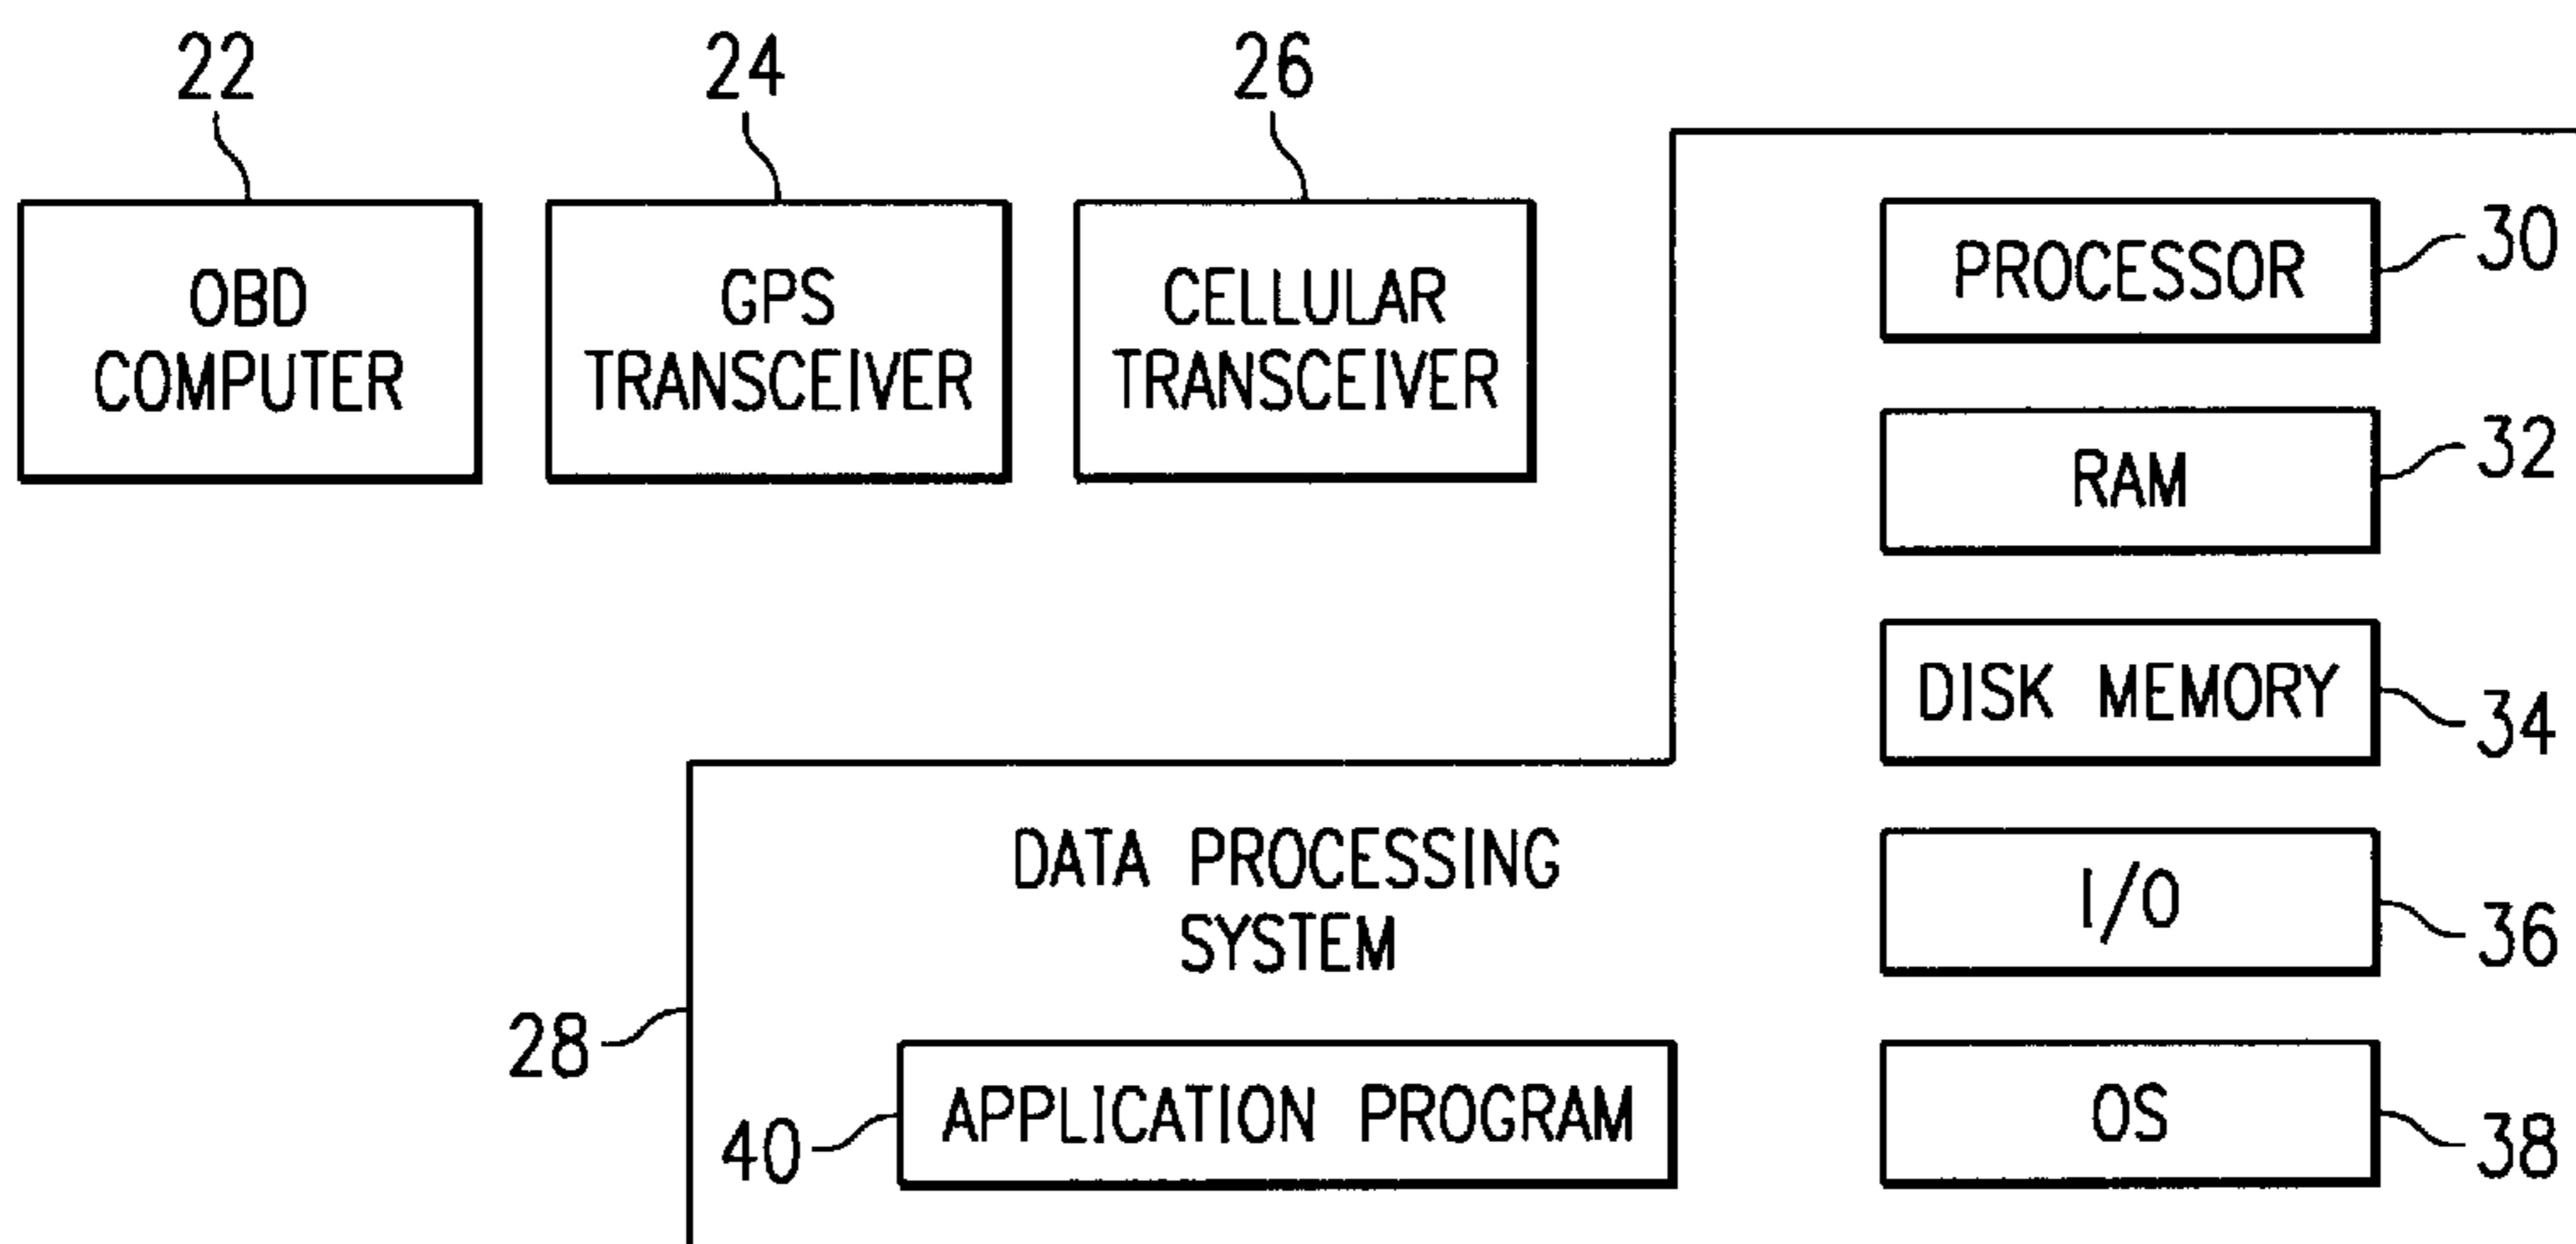 22
24
26
OBD
COMPUTER
GPS
TRANSCEIVER
CELLULAR
TRANSCEIVER
PROCESSOR
30
RAM
32
DISK MEMORY
34
DATA PROCESSING
SYSTEM
I/O
36
28
40
APPLICATION PROGRAM
OS
38